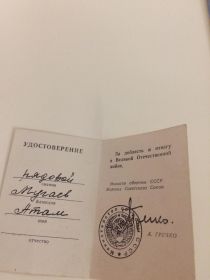 УДОСТОВЕРЕНИЕ
рядовой
звание
Мугаев
фамилия
Атам
имя
отчество
За доблесть и отвагу
в Великой Отечественной
войне.
Министр обороны СССР
Маршал Советского Союза
А. ГРЕЧКО